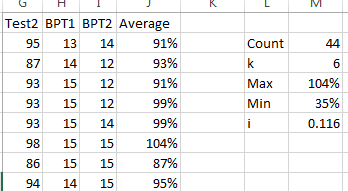 G H I J K L M
Test2 BPT1 BPT2 Average
95 13 14 91% Count 44
87 14 12 93% k 6
93 15 12 91% Max 104%
93 15 12 99% Min 35%
93 15 14 99% i 0.116
98 15 15 104%
86 15 15 87%
94 14 15 95%